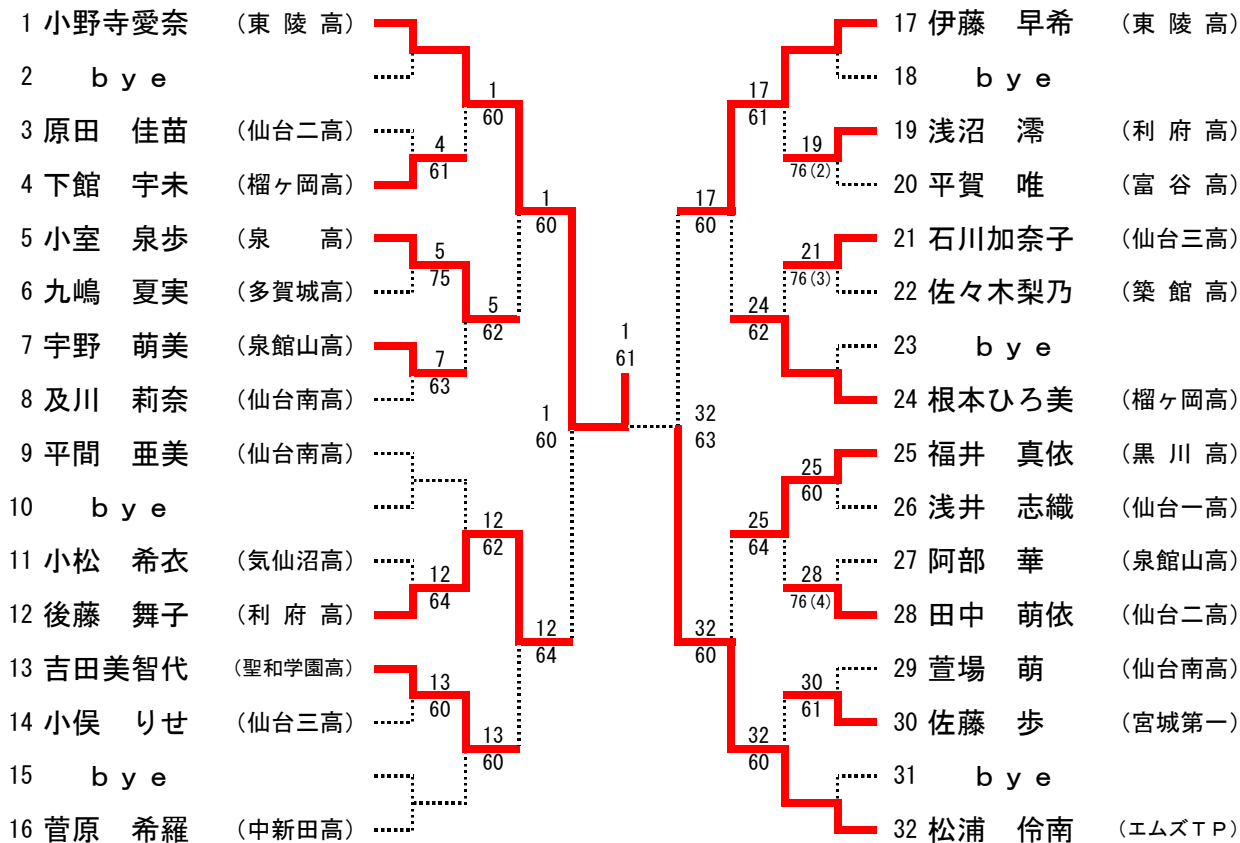 1 小野寺愛奈 (東 陵 高)
2 ｂｙｅ
3 原田 佳苗 (仙台二高)
4 下館 宇未 (榴ヶ岡高)
5 小室 泉歩 (泉 高)
6 九嶋 夏実 (多賀城高)
7 宇野 萌美 (泉館山高)
8 及川 莉奈 (仙台南高)
9 平間 亜美 (仙台南高)
10 ｂｙｅ
11 小松 希衣 (気仙沼高)
12 後藤 舞子 (利 府 高)
13 吉田美智代 (聖和学園高)
14 小俣 りせ (仙台三高)
15 ｂｙｅ
16 菅原 希羅 (中新田高)
4
61
5
75
7
63
12
64
13
60
1
60
5
62
12
62
13
60
1
60
12
64
1
60
1
61
32
63
17
60
32
60
17
61
24
62
25
64
32
60
19
76(2)
21
76(3)
25
60
28
76(4)
30
61
17 伊藤 早希 (東 陵 高)
18 ｂｙｅ
19 浅沼 澪 (利 府 高)
20 平賀 唯 (富 谷 高)
21 石川加奈子 (仙台三高)
22 佐々木梨乃 (築 館 高)
23 ｂｙｅ
24 根本ひろ美 (榴ヶ岡高)
25 福井 真依 (黒 川 高)
26 浅井 志織 (仙台一高)
27 阿部 華 (泉館山高)
28 田中 萌依 (仙台二高)
29 萱場 萌 (仙台南高)
30 佐藤 歩 (宮城第一)
31 ｂｙｅ
32 松浦 伶南 (エムズＴＰ)